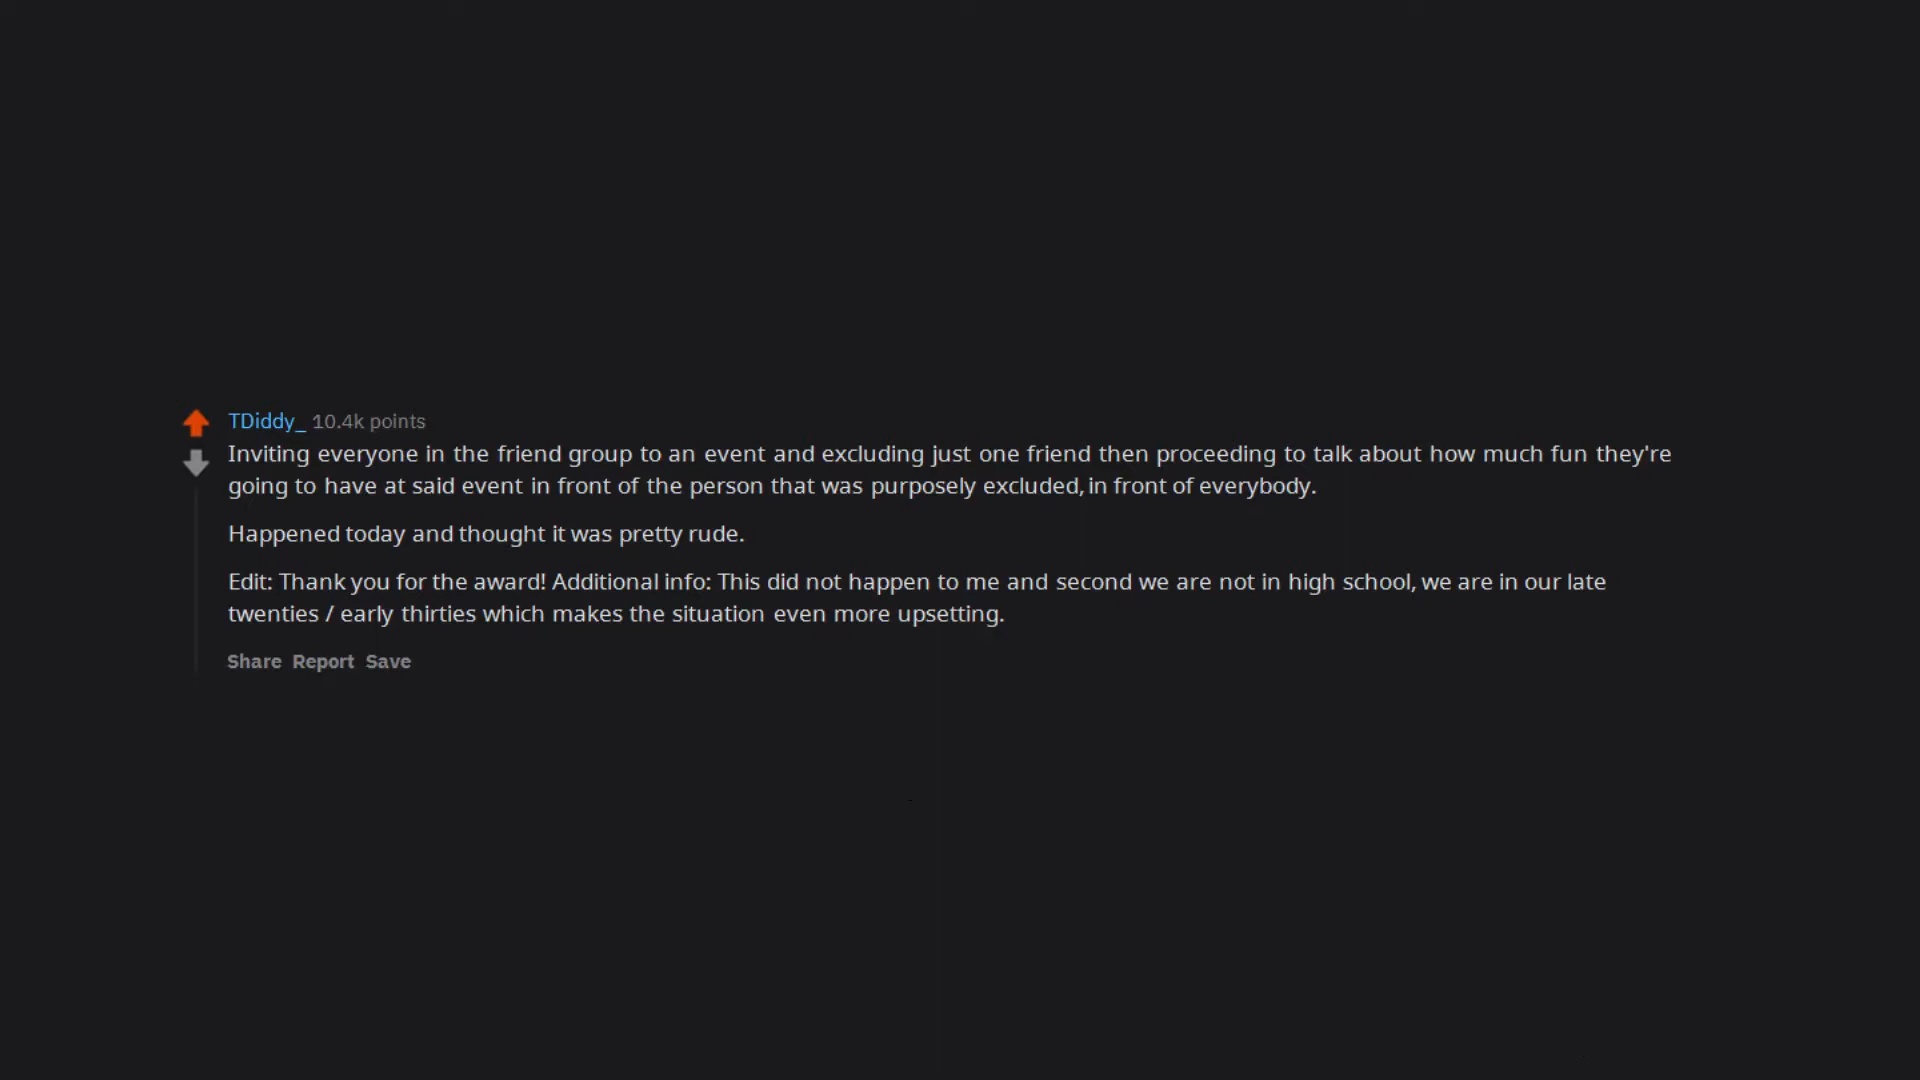 TDiddy_ 10.4k points
Inviting everyone in the friend group to an event and excluding just one friend then proceeding to talk about how much fun they're
going to have at said event in front of the person that was purposely excluded, in front of everybody.
Happened today and thought it was pretty rude.
Edit: Thank you for the award! Additional info: This did not happen to me and second we are not in high school, we are in our late
twenties / early thirties which makes the situation even more upsetting.
Share Report Save